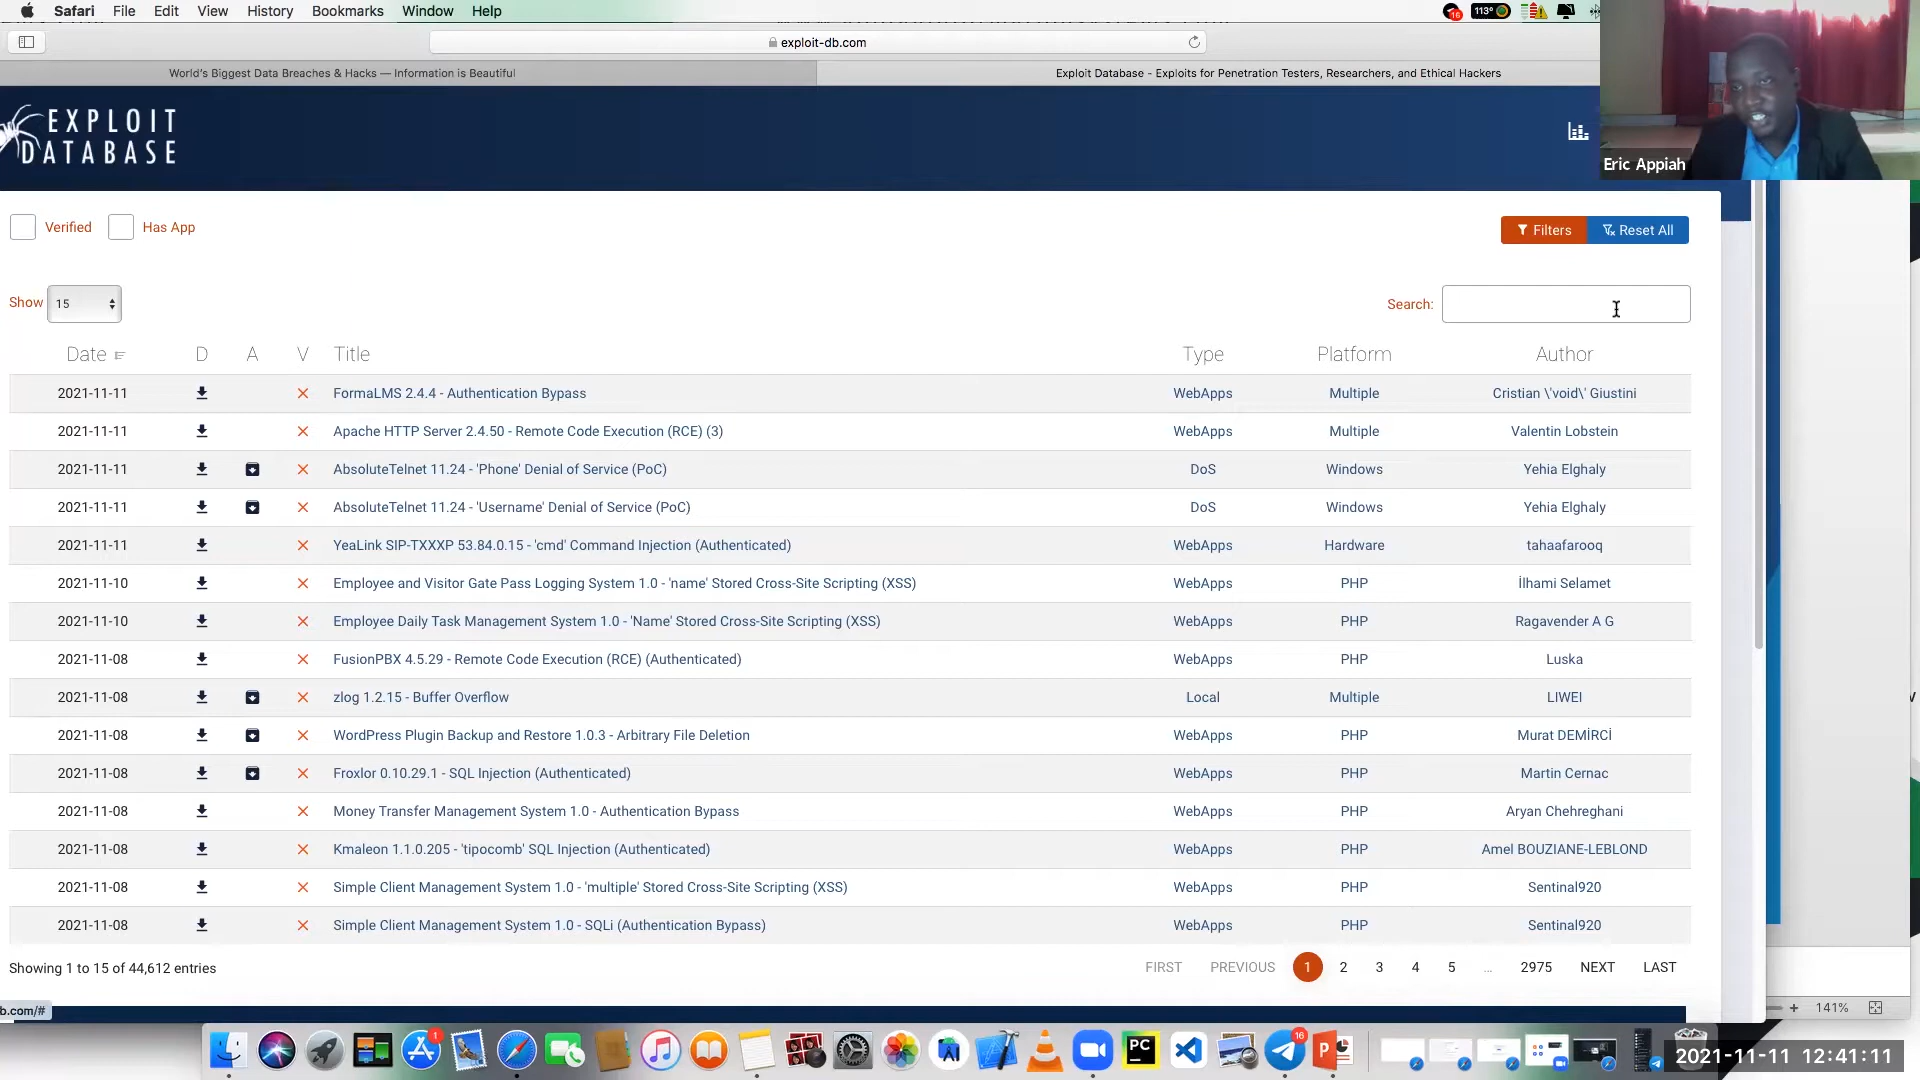 Safari File Edit View History Bookmarks Window Help
16 113°
exploit-db.com
World's Biggest Data Breaches & Hacks — Information is Beautiful
Exploit Database - Exploits for Penetration Testers, Researchers, and Ethical Hackers
EXPLOIT
DATABASE
Eric Appiah
Verified Has App
Filters Reset All
Show 15
Search:
Date D A V Title Type Platform Author
2021-11-11 FormaLMS 2.4.4 - Authentication Bypass WebApps Multiple Cristian \'void\' Giustini
2021-11-11 Apache HTTP Server 2.4.50 - Remote Code Execution (RCE) (3) WebApps Multiple Valentin Lobstein
2021-11-11 AbsoluteTelnet 11.24 - 'Phone' Denial of Service (PoC) DoS Windows Yehia Elghaly
2021-11-11 AbsoluteTelnet 11.24 - 'Username' Denial of Service (PoC) DoS Windows Yehia Elghaly
2021-11-11 YeaLink SIP-TXXXP 53.84.0.15 - 'cmd' Command Injection (Authenticated) WebApps Hardware tahaafarooq
2021-11-10 Employee and Visitor Gate Pass Logging System 1.0 - 'name' Stored Cross-Site Scripting (XSS) WebApps PHP İlhami Selamet
2021-11-10 Employee Daily Task Management System 1.0 - 'Name' Stored Cross-Site Scripting (XSS) WebApps PHP Ragavender A G
2021-11-08 FusionPBX 4.5.29 - Remote Code Execution (RCE) (Authenticated) WebApps PHP Luska
2021-11-08 zlog 1.2.15 - Buffer Overflow Local Multiple LIWEI
2021-11-08 WordPress Plugin Backup and Restore 1.0.3 - Arbitrary File Deletion WebApps PHP Murat DEMİRCİ
2021-11-08 Froxlor 0.10.29.1 - SQL Injection (Authenticated) WebApps PHP Martin Cernac
2021-11-08 Money Transfer Management System 1.0 - Authentication Bypass WebApps PHP Aryan Chehreghani
2021-11-08 Kmaleon 1.1.0.205 - 'tipocomb' SQL Injection (Authenticated) WebApps PHP Amel BOUZIANE-LEBLOND
2021-11-08 Simple Client Management System 1.0 - 'multiple' Stored Cross-Site Scripting (XSS) WebApps PHP Sentinal920
2021-11-08 Simple Client Management System 1.0 - SQLi (Authentication Bypass) WebApps PHP Sentinal920
Showing 1 to 15 of 44,612 entries
FIRST PREVIOUS 1 2 3 4 5 … 2975 NEXT LAST
b.com/#
141%
1 PC 16 P
2021-11-11 12:41:11